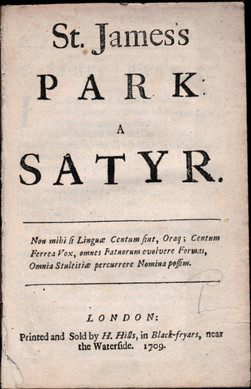 St. James's
PARK:
A
SATYR.
Non mihi si Linguæ Centum sint, Oraq; Centum
Ferrea Vox, omnes Fatuorum evolvere Formas,
Omnia Stultitiæ percurrere Nomina possim.
LONDON:
Printed and Sold by H. Hills, in Black-fryars, near
the Waterside. 1709.